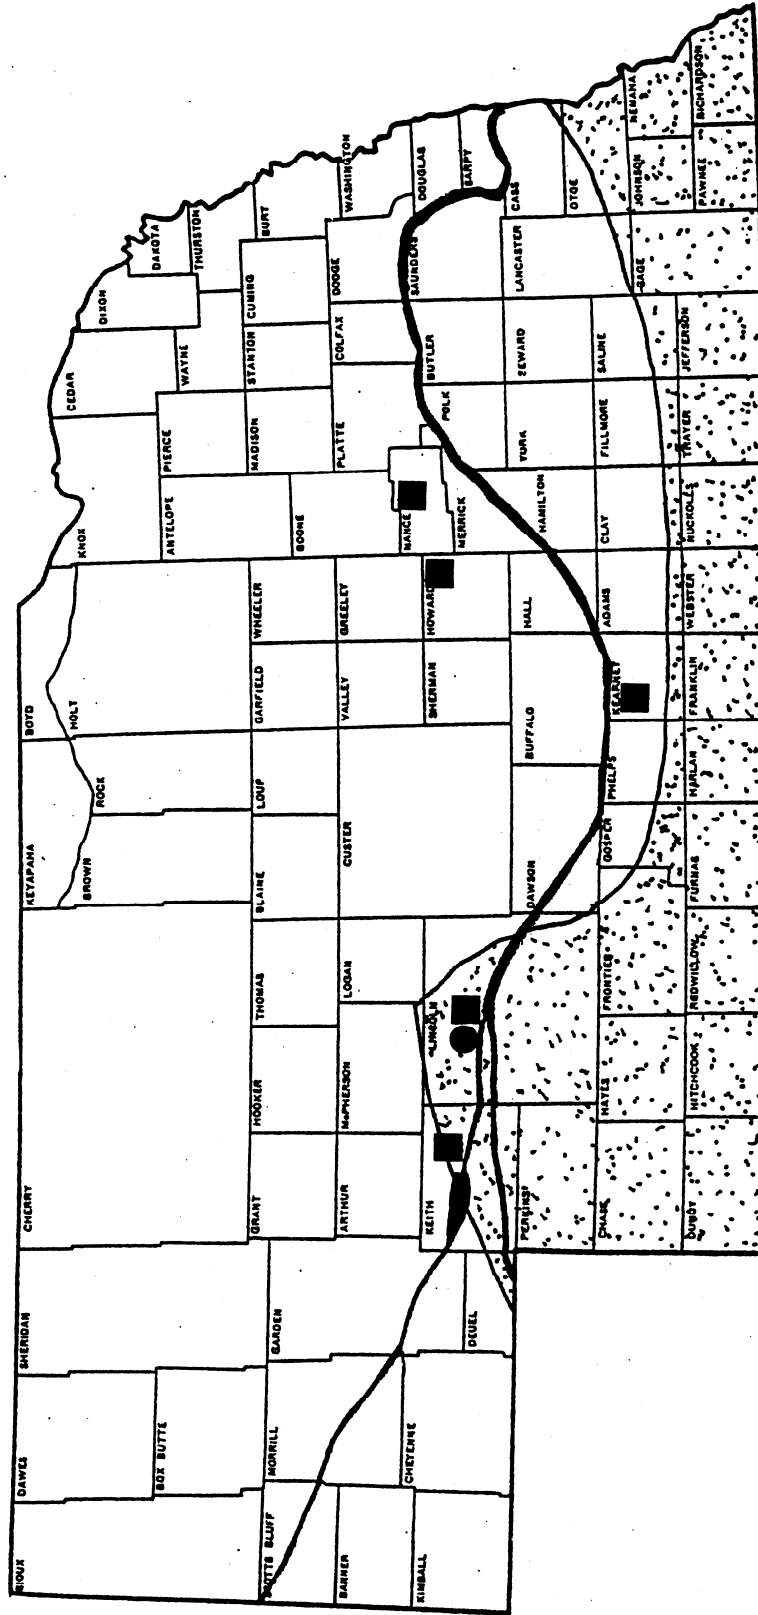 SIOUX
DAWES
SHERIDAN
CHERRY
KEYAPAHA
BOYD
BROWN
ROCK
HOLT
KNOX
CEDAR
DIXON
DAKOTA
BOX BUTTE
ANTELOPE
PIERCE
WAYNE
THURSTON
SCOTTS BLUFF
MORRILL
GARDEN
GRANT
HOOKER
THOMAS
BLAINE
LOUP
GARFIELD
WHEELER
BOONE
MADISON
STANTON
CUMING
BURT
BANNER
ARTHUR
McPHERSON
LOGAN
CUSTER
VALLEY
GREELEY
PLATTE
COLFAX
DODGE
WASHINGTON
KIMBALL
CHEYENNE
DEUEL
KEITH
LINCOLN
SHERMAN
HOWARD
NANCE
MERRICK
POLK
BUTLER
SAUNDERS
DOUGLAS
SARPY
PERKINS
DAWSON
BUFFALO
HALL
HAMILTON
YORK
SEWARD
LANCASTER
CASS
OTOE
CHASE
HAYES
FRONTIER
GOSPER
PHELPS
KEARNEY
ADAMS
CLAY
FILLMORE
SALINE
GAGE
JOHNSON
NEMAHA
DUNDY
HITCHCOOK
REDWILLOW
FURNAS
HARLAN
FRANKLIN
WEBSTER
NUCKOLLS
THAYER
JEFFERSON
PAWNEE
RICHARDSON